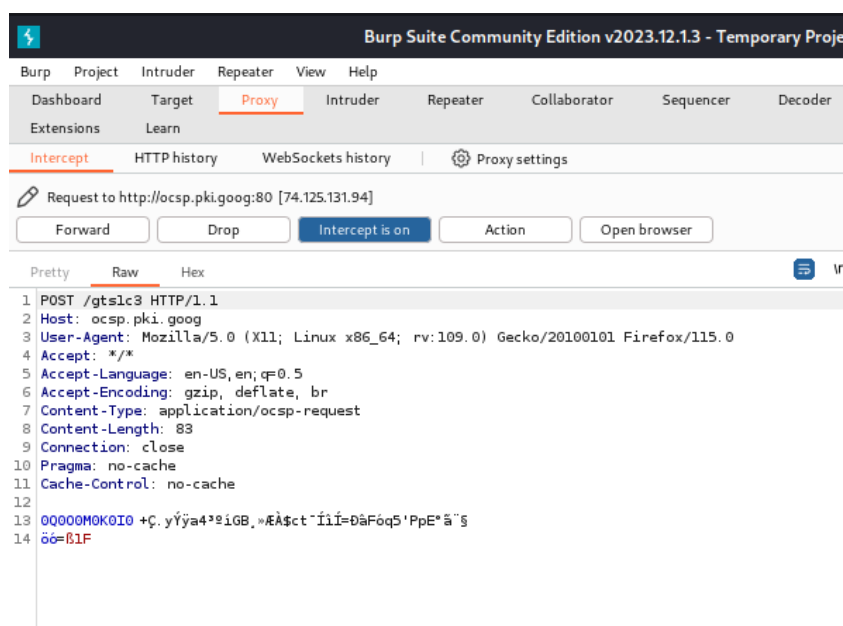 Burp Suite Community Edition v2023.12.1.3 - Temporary Proje
Burp Project Intruder Repeater View Help
Dashboard Target Proxy Intruder Repeater Collaborator Sequencer Decoder
Extensions Learn
Intercept HTTP history WebSockets history Proxy settings
Request to http://ocsp.pki.goog:80 [74.125.131.94]
Forward Drop Intercept is on Action Open browser
Pretty Raw Hex
1 POST /gts1c3 HTTP/1.1
2 Host: ocsp.pki.goog
3 User-Agent: Mozilla/5.0 (X11; Linux x86_64; rv:109.0) Gecko/20100101 Firefox/115.0
4 Accept: */*
5 Accept-Language: en-US,en;q=0.5
6 Accept-Encoding: gzip, deflate, br
7 Content-Type: application/ocsp-request
8 Content-Length: 83
9 Connection: close
10 Pragma: no-cache
11 Cache-Control: no-cache
12
13 0Q0O0M0K0I0
14 öó=ß1F